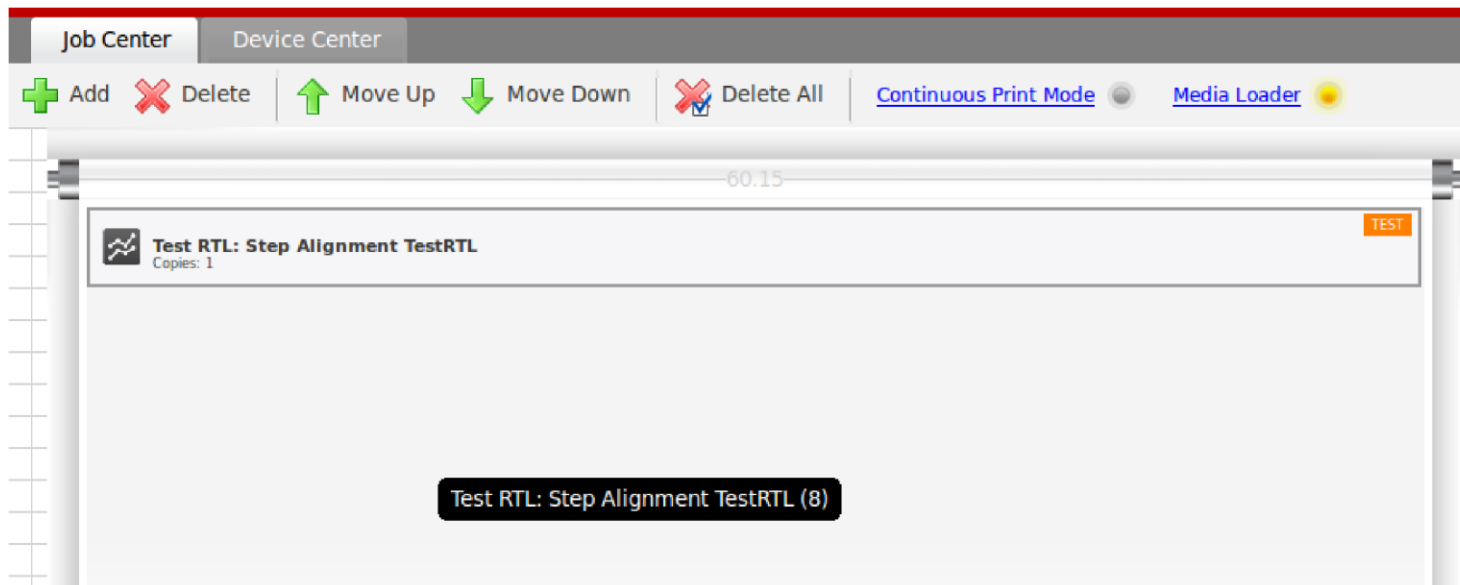 Job Center Device Center
Add Delete Move Up Move Down Delete All Continuous Print Mode Media Loader
60.15
TEST
Test RTL: Step Alignment TestRTL
Copies: 1
Test RTL: Step Alignment TestRTL (8)